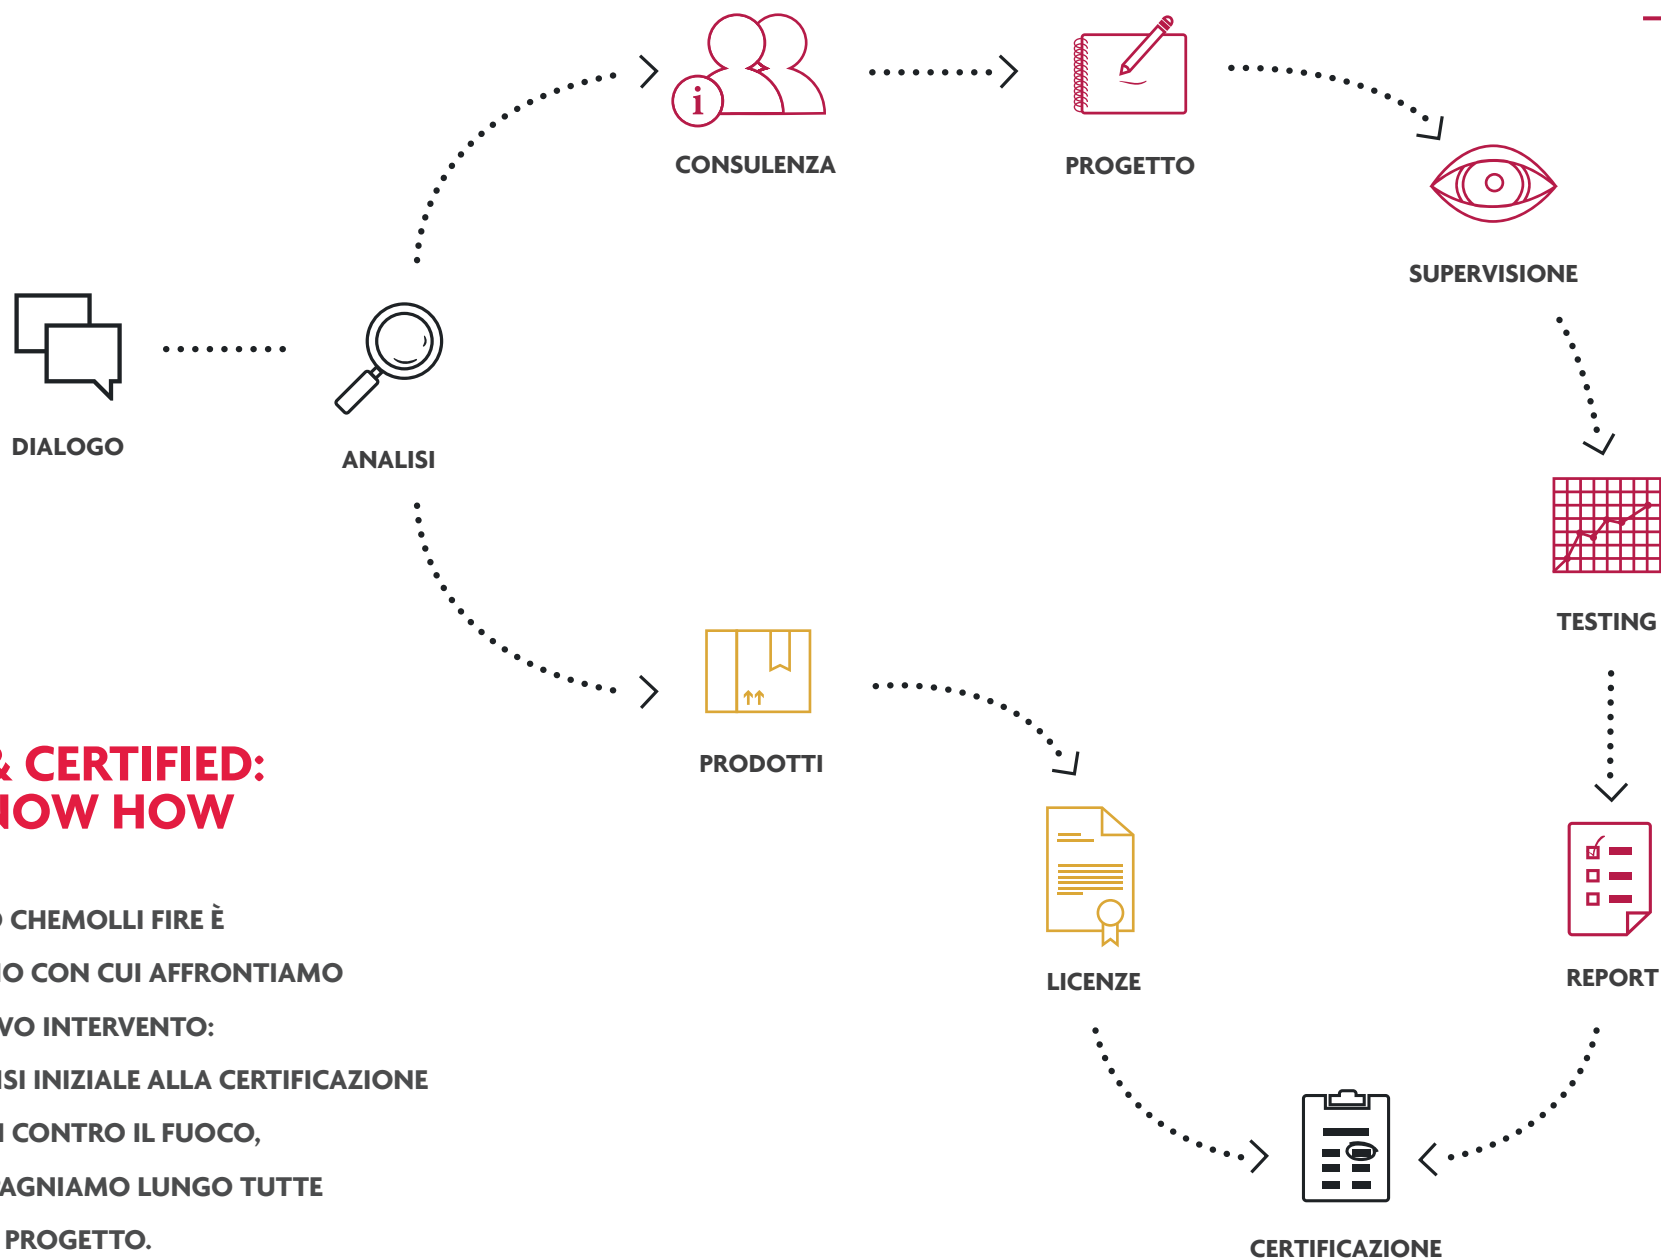 CONSULENZA
PROGETTO
SUPERVISIONE
DIALOGO
ANALISI
TESTING
PRODOTTI
LICENZE
REPORT
CERTIFICAZIONE
& CERTIFIED:
NOW HOW
CHEMOLLI FIRE È
CON CUI AFFRONTIAMO
INTERVENTO:
INIZIALE ALLA CERTIFICAZIONE
CONTRO IL FUOCO,
LUNGO TUTTE
PROGETTO.